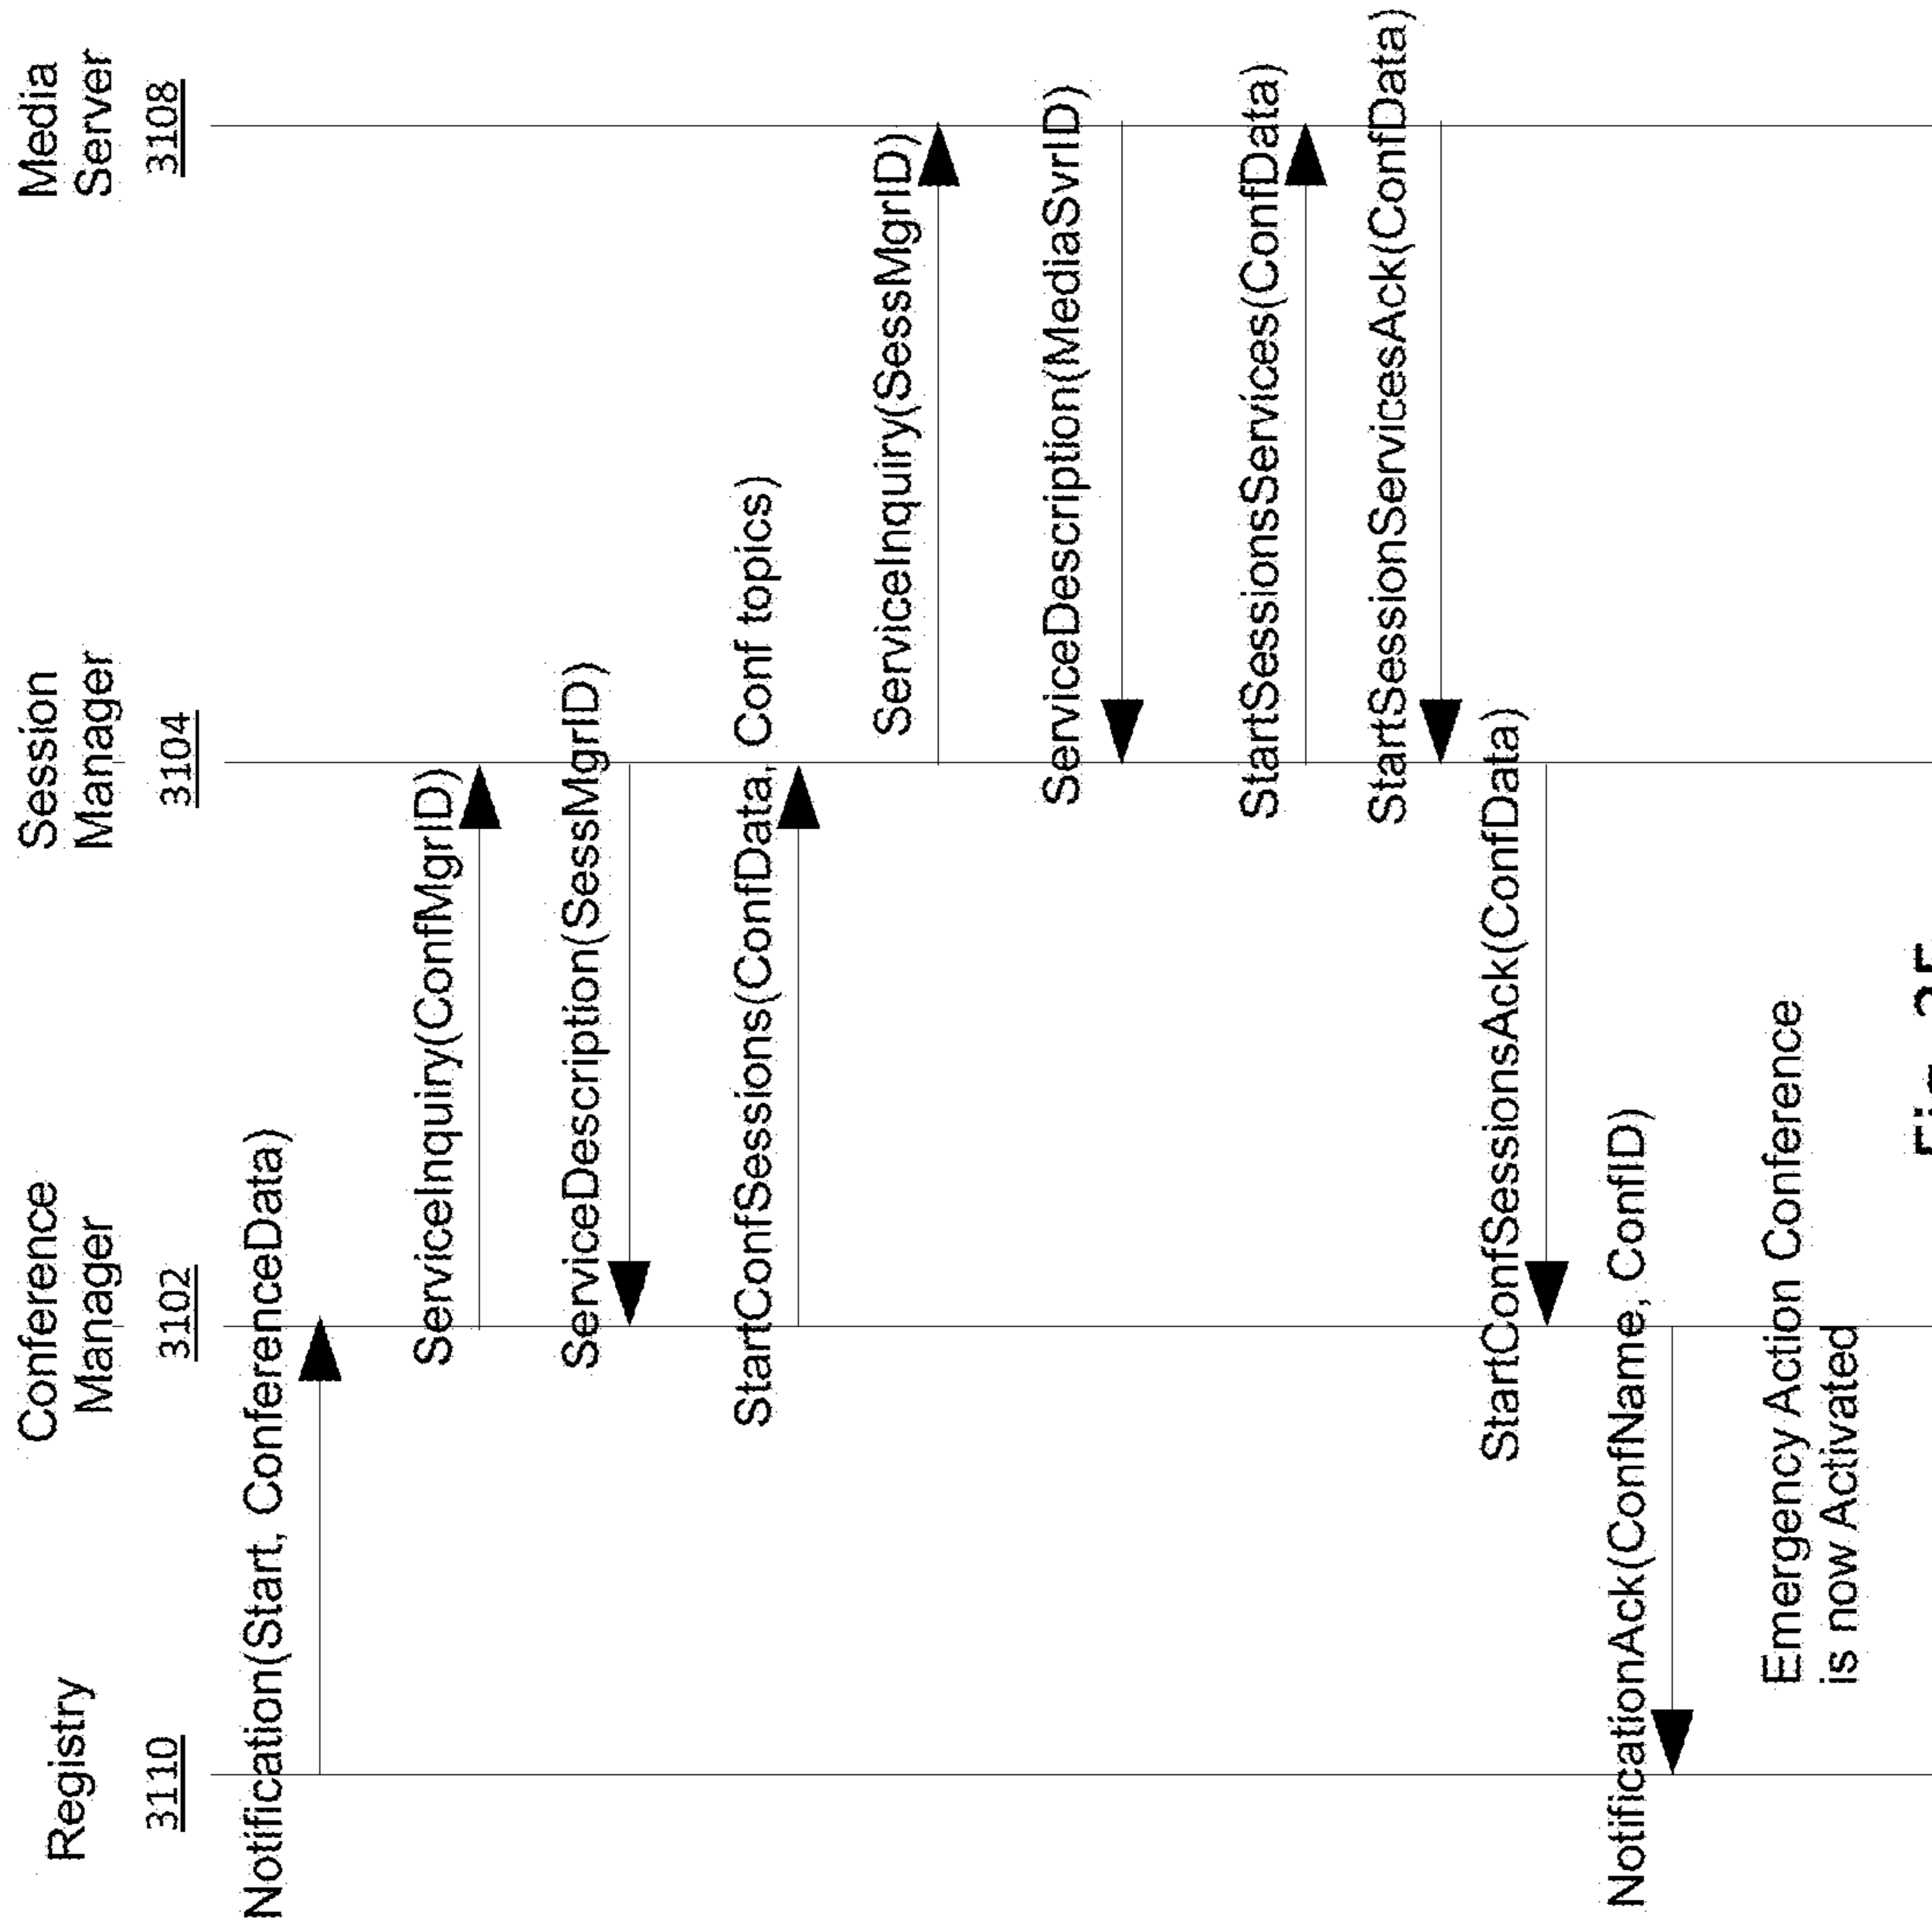 Registry
3110
Conference
Manager
3102
Session
Manager
3104
Media
Server
3108
Notification(Start, ConferenceData)
ServiceInquiry(ConfMgrID)
ServiceDescription(SessMgrID)
StartConfSessions(ConfData, Conf topics)
ServiceInquiry(SessMgrID)
ServiceDescription(MediaSvrID)
StartSessionsServices(ConfData)
StartSessionServicesAck(ConfData)
StartConfSessionsAck(ConfData)
NotificationAck(ConfName, ConfID)
Emergency Action Conference
is now Activated